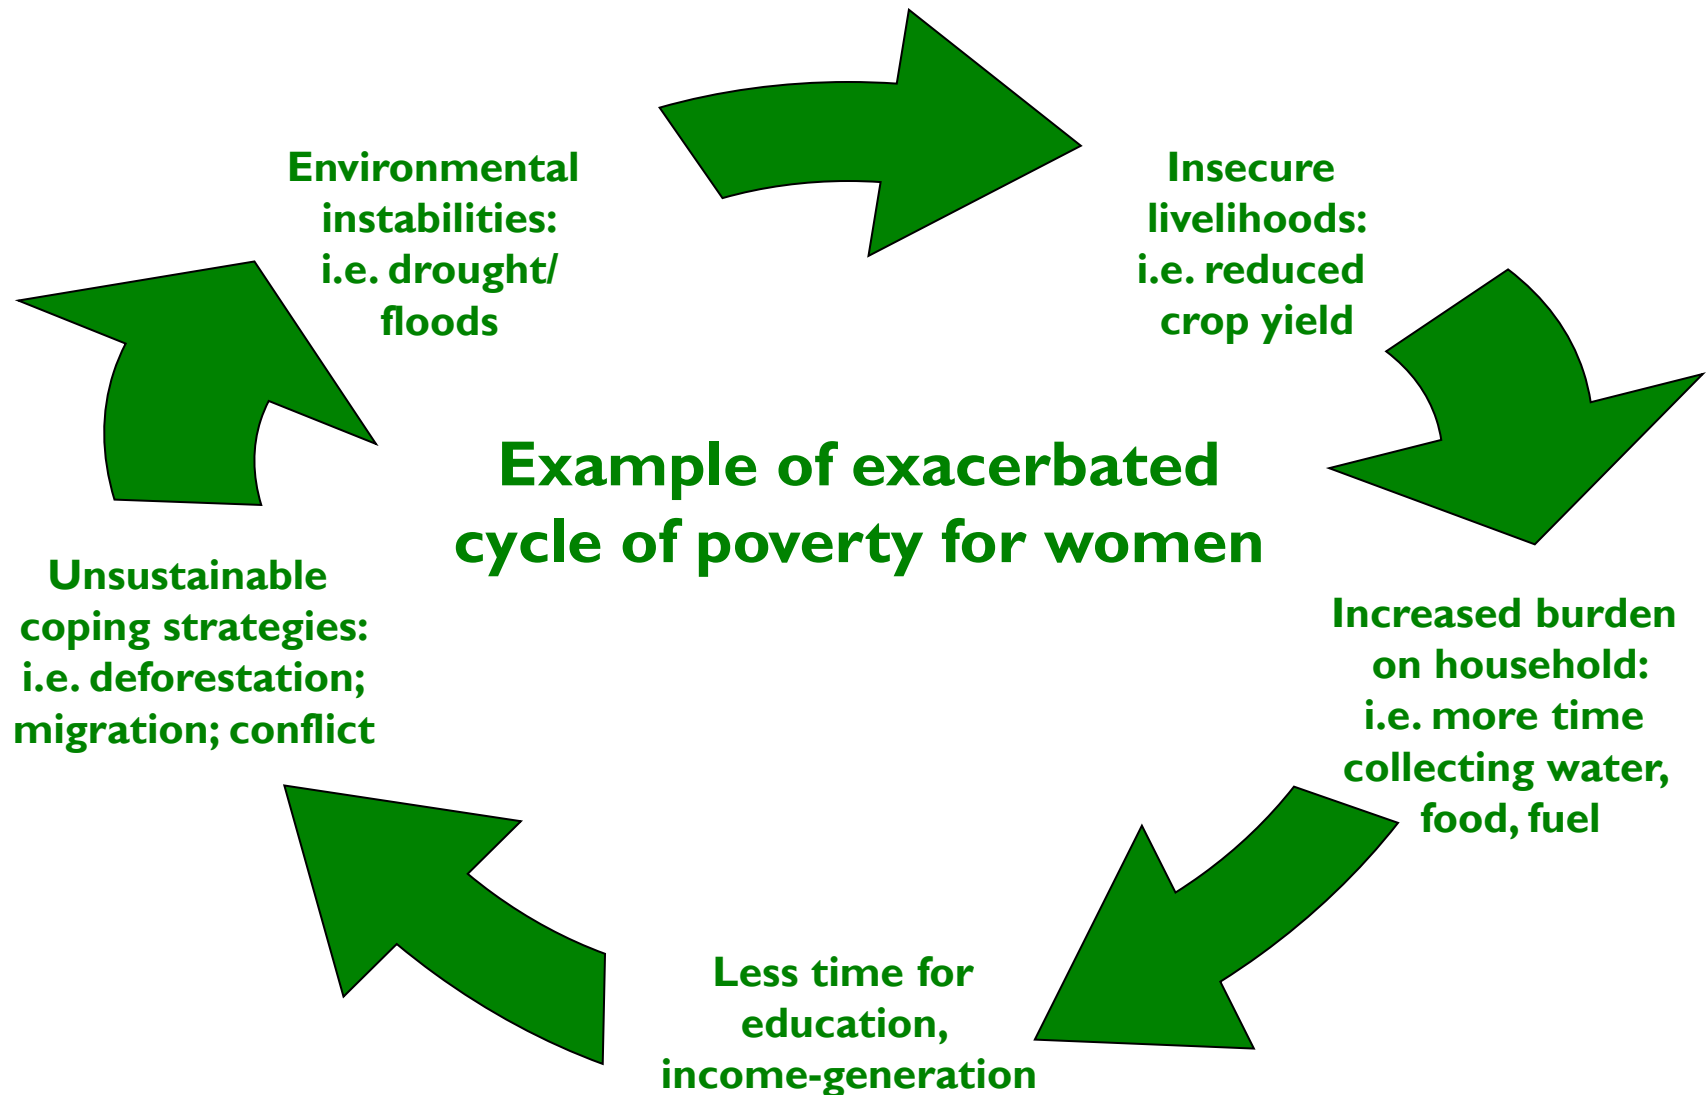 Environmental
instabilities:
i.e. drought/
floods
Insecure
livelihoods:
i.e. reduced
crop yield
Example of exacerbated
cycle of poverty for women
Unsustainable
coping strategies:
i.e. deforestation;
migration; conflict
Increased burden
on household:
i.e. more time
collecting water,
food, fuel
Less time for
education,
income-generation